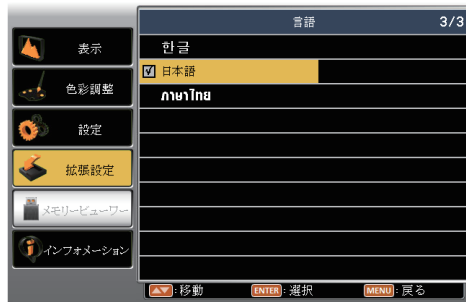 言語 3/3
表示
色彩調整
設定
拡張設定
メモリービューワー
インフォメーション
한글
日本語
ภาษาไทย
:移動 ENTER:選択 MENU:戻る